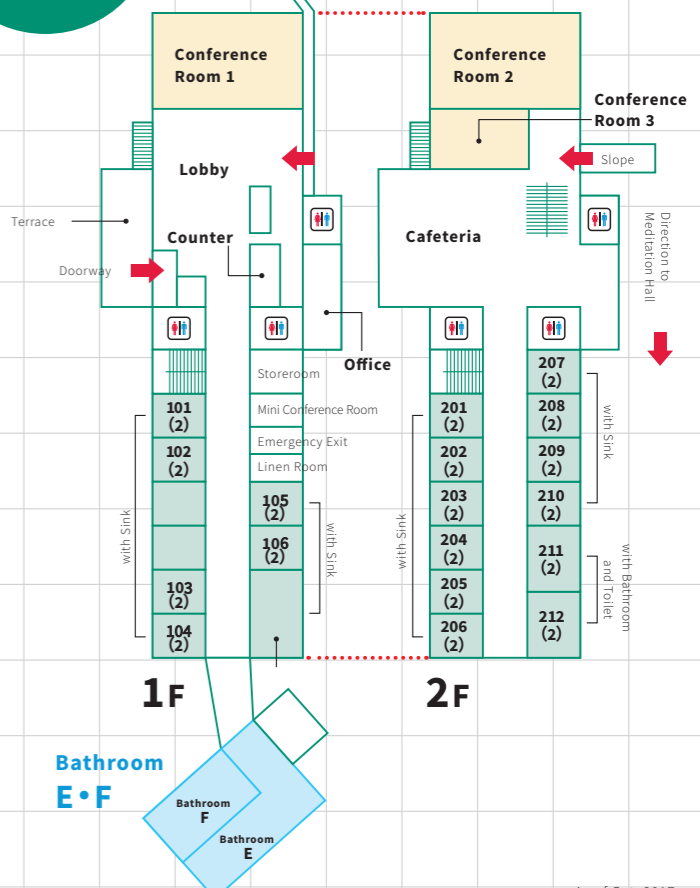 Conference
Room 1
Conference
Room 2
Conference
Room 3
Slope
Lobby
Terrace
Counter
Cafeteria
Doorway
Direction to
Meditation Hall
Office
Storeroom
Mini Conference Room
Emergency Exit
Linen Room
101
(2)
102
(2)
103
(2)
104
(2)
with Sink
105
(2)
106
(2)
with Sink
201
(2)
202
(2)
203
(2)
204
(2)
205
(2)
206
(2)
with Sink
207
(2)
208
(2)
209
(2)
210
(2)
with Sink
211
(2)
212
(2)
with Bathroom
and Toilet
1F
2F
Bathroom
E・F
Bathroom
F
Bathroom
E